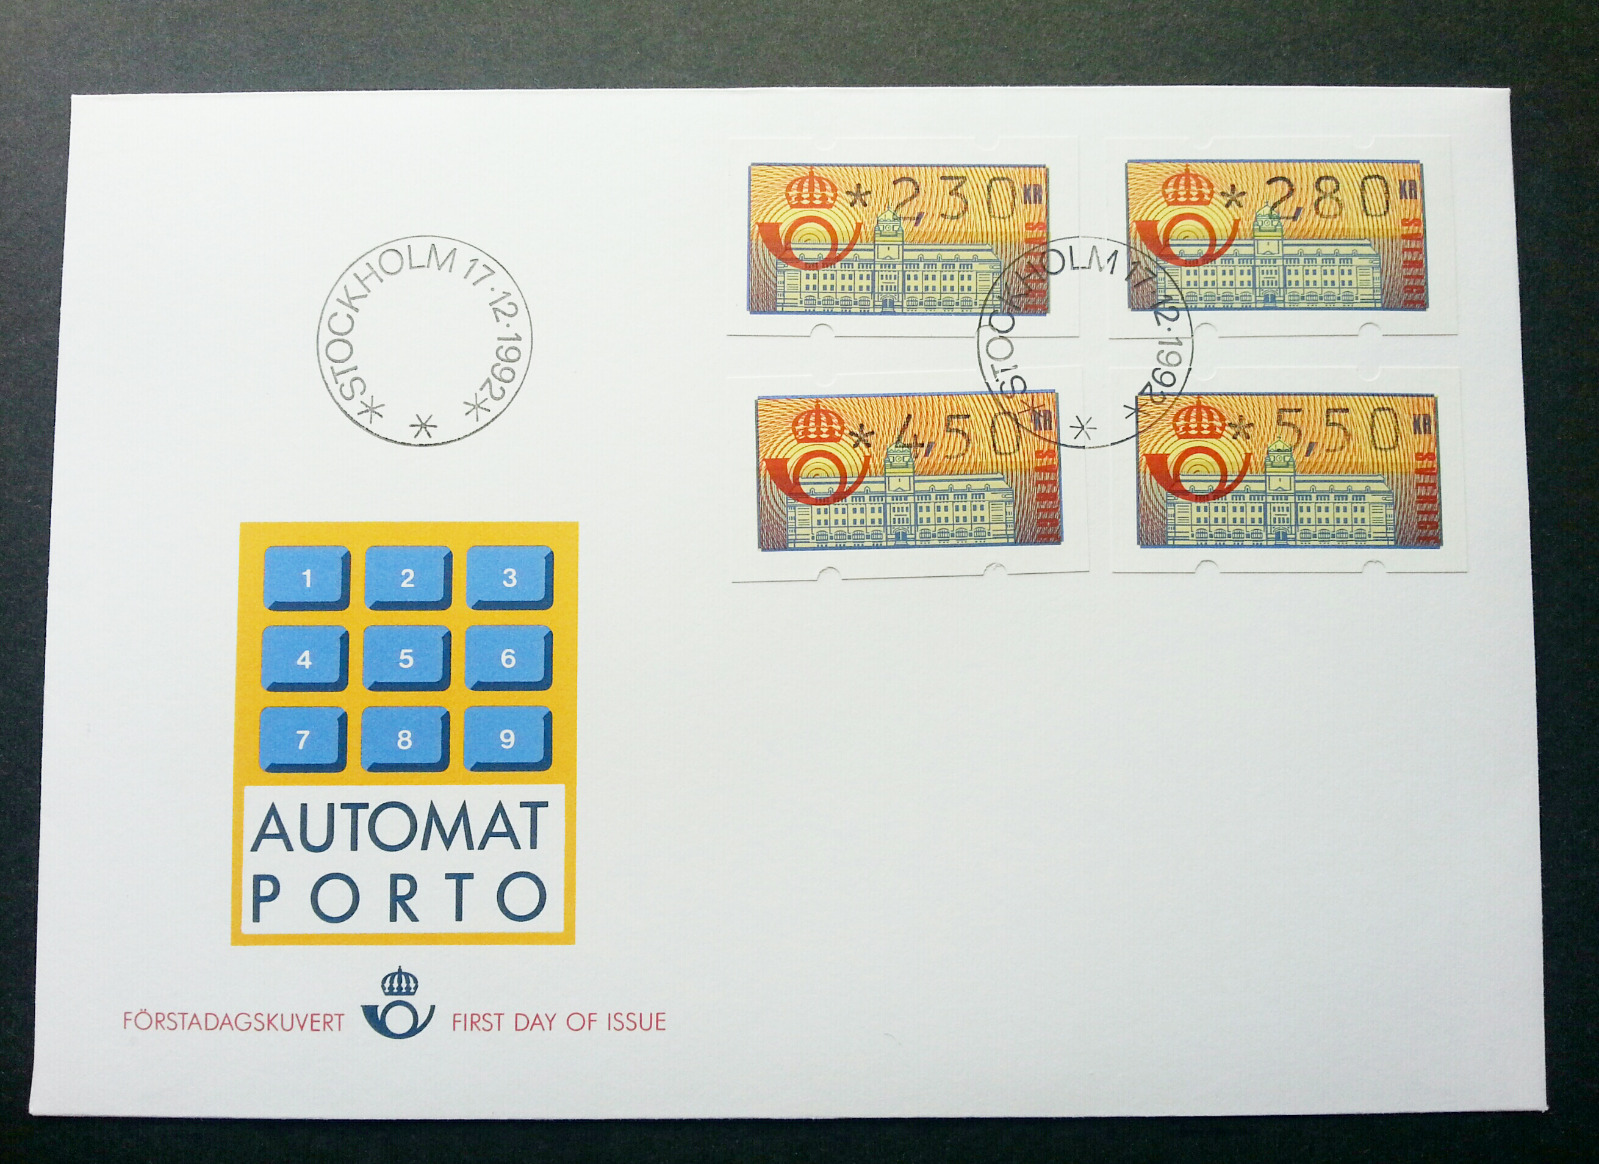 *2,30 KR
SVERIGE
*2,80 KR
SVERIGE
STOCKHOLM 17·12·1992
STOCKHOLM 17·12·1992
*4,50 KR
SVERIGE
*5,50 KR
SVERIGE
1 2 3
4 5 6
7 8 9
AUTOMAT
PORTO
FÖRSTADAGSKUVERT FIRST DAY OF ISSUE